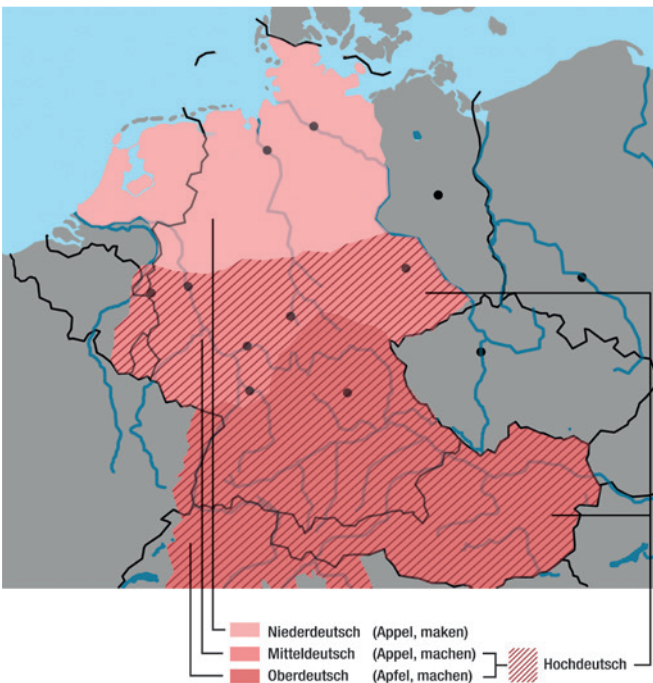 Niederdeutsch (Appel, maken)
Mitteldeutsch (Appel, machen)
Hochdeutsch
Oberdeutsch (Apfel, machen)